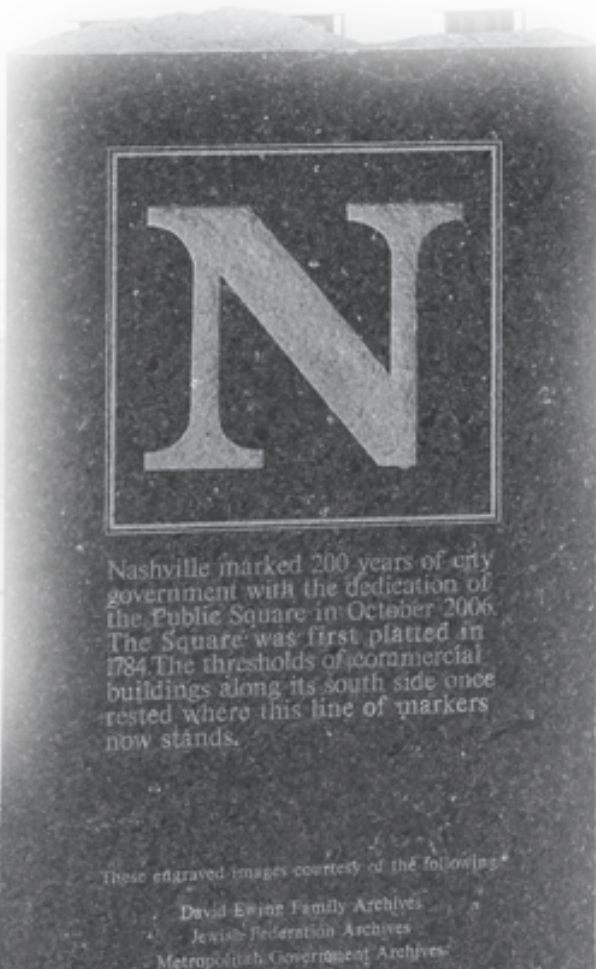 N
Nashville marked 200 years of city
government with the dedication of
the Public Square in October 2006.
The Square was first platted in
1784. The thresholds of commercial
buildings along its south side once
rested where this line of markers
now stands.
These engraved images courtesy of the following:
David Ewing Family Archives
Jewish Federation Archives
Metropolitan Government Archives